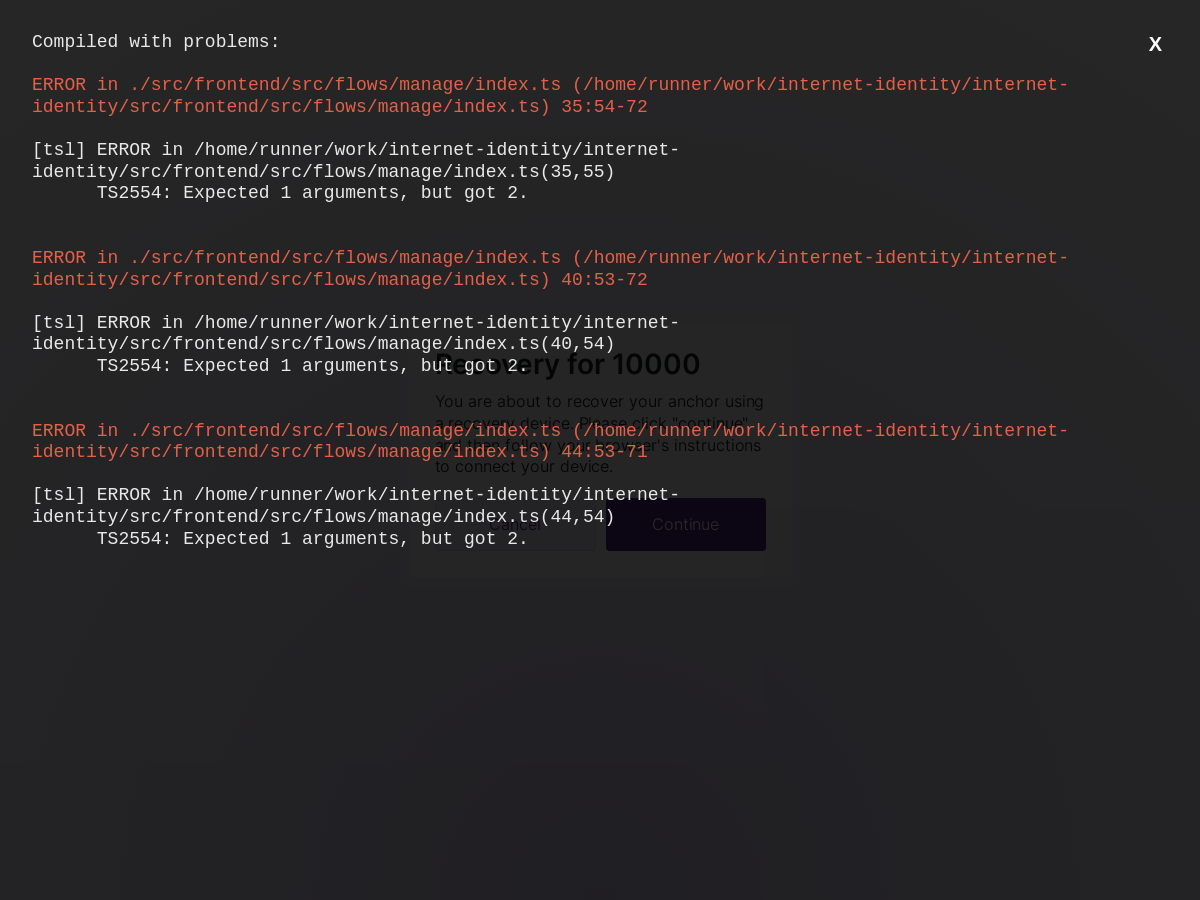 Compiled with problems:
X
ERROR in ./src/frontend/src/flows/manage/index.ts (/home/runner/work/internet-identity/internet-
identity/src/frontend/src/flows/manage/index.ts) 35:54-72
[tsl] ERROR in /home/runner/work/internet-identity/internet-
identity/src/frontend/src/flows/manage/index.ts(35,55)
TS2554: Expected 1 arguments, but got 2.
ERROR in ./src/frontend/src/flows/manage/index.ts (/home/runner/work/internet-identity/internet-
identity/src/frontend/src/flows/manage/index.ts) 40:53-72
[tsl] ERROR in /home/runner/work/internet-identity/internet-
identity/src/frontend/src/flows/manage/index.ts(40,54)
TS2554: Expected 1 arguments, but got 2.
ERROR in ./src/frontend/src/flows/manage/index.ts (/home/runner/work/internet-identity/internet-
identity/src/frontend/src/flows/manage/index.ts) 44:53-71
[tsl] ERROR in /home/runner/work/internet-identity/internet-
identity/src/frontend/src/flows/manage/index.ts(44,54)
TS2554: Expected 1 arguments, but got 2.
Recovery for 10000
You are about to recover your anchor using
a recovery device. Please click "continue"
and then follow your browser's instructions
to connect your device.
Cancel
Continue